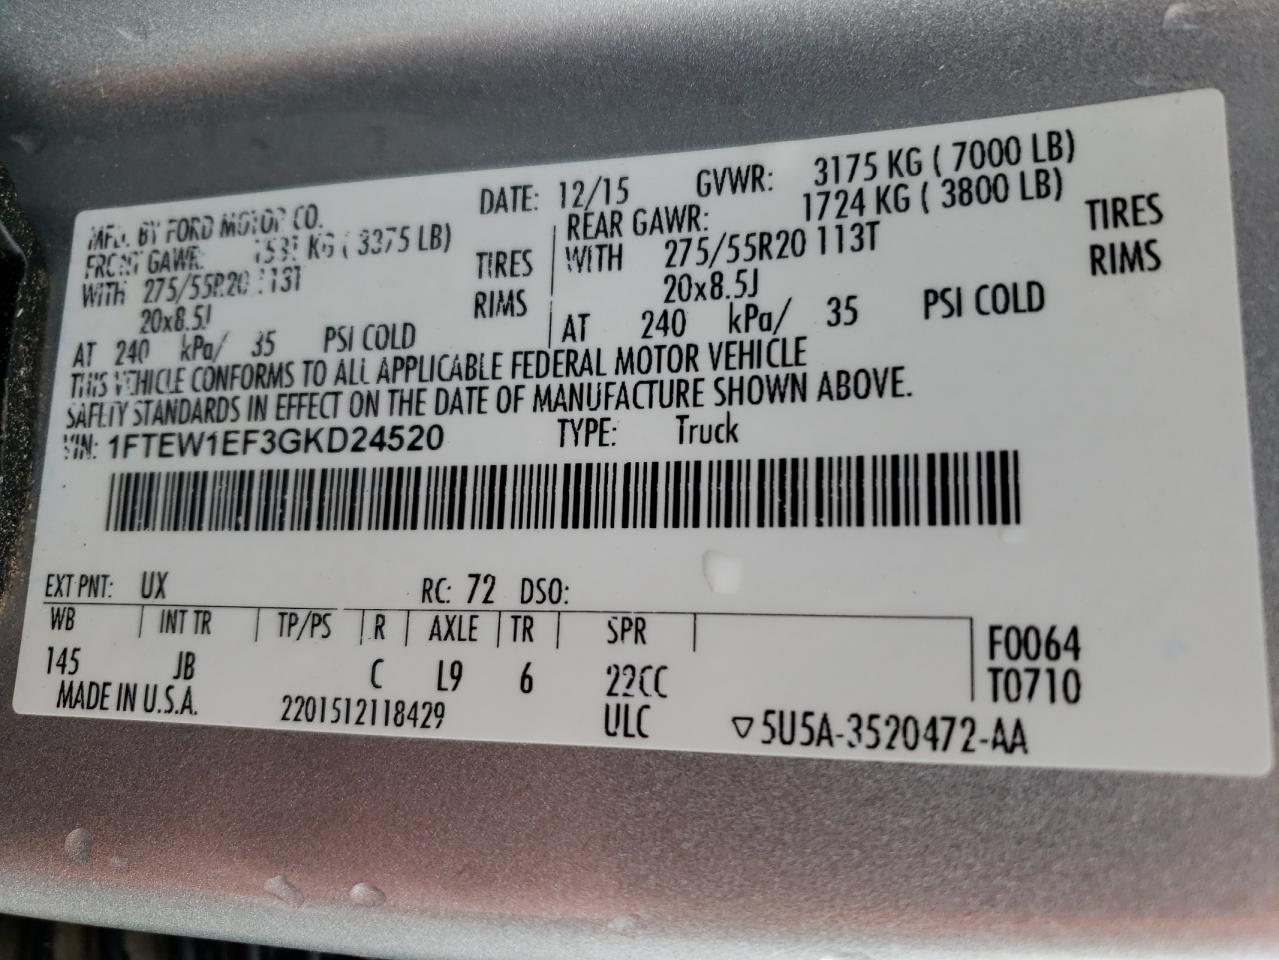 MFD. BY FORD MOTOR CO. DATE: 12/15 GVWR: 3175 KG ( 7000 LB)
FRONT GAWR: KG ( 3375 LB) REAR GAWR: 1724 KG ( 3800 LB)
WITH 275/55R20 113T TIRES WITH 275/55R20 113T TIRES
20x8.5J RIMS 20x8.5J RIMS
AT 240 kPa/ 35 PSI COLD AT 240 kPa/ 35 PSI COLD
THIS VEHICLE CONFORMS TO ALL APPLICABLE FEDERAL MOTOR VEHICLE
SAFETY STANDARDS IN EFFECT ON THE DATE OF MANUFACTURE SHOWN ABOVE.
VIN: 1FTEW1EF3GKD24520 TYPE: Truck
EXT PNT: UX RC: 72 DSO:
WB INT TR TP/PS R AXLE TR SPR F0064
145 JB C L9 6 22CC T0710
MADE IN U.S.A. 2201512118429 ULC ▽5U5A-3520472-AA